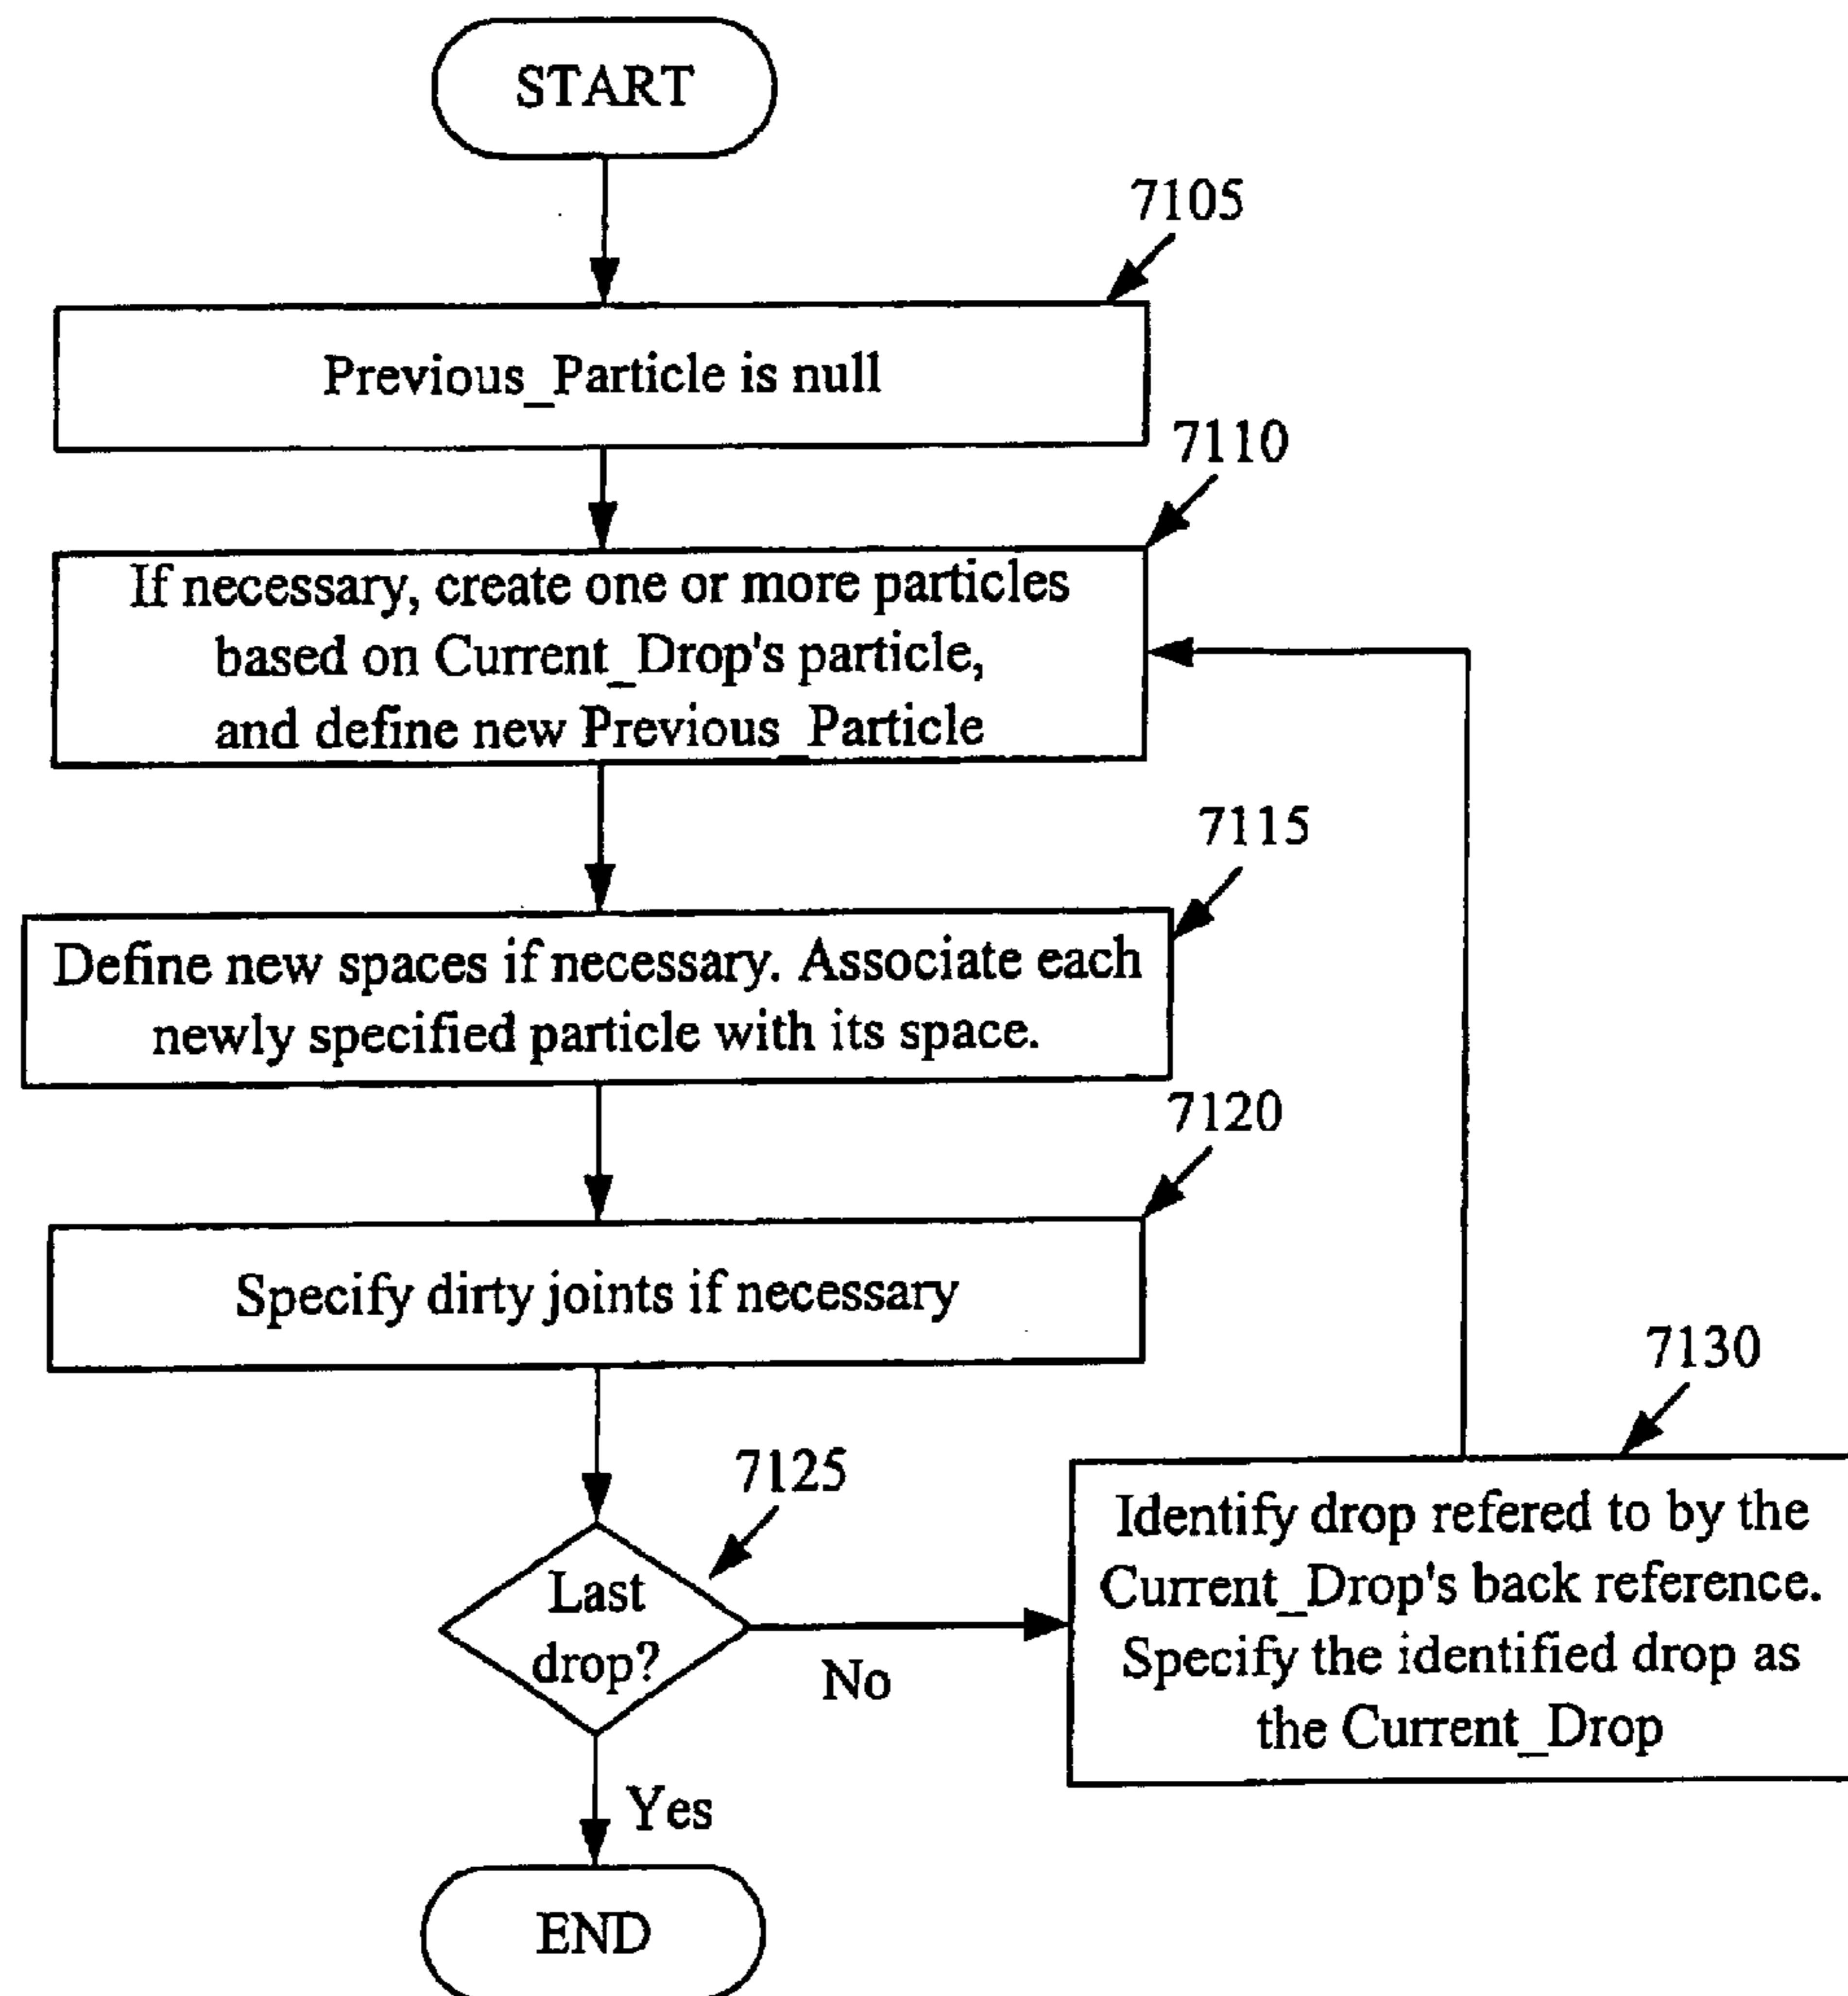 START
7105
Previous_Particle is null
7110
If necessary, create one or more particles
based on Current_Drop's particle,
and define new Previous_Particle
7115
Define new spaces if necessary. Associate each
newly specified particle with its space.
7120
Specify dirty joints if necessary
7125
Last
drop?
No
7130
Identify drop refered to by the
Current_Drop's back reference.
Specify the identified drop as
the Current_Drop
Yes
END